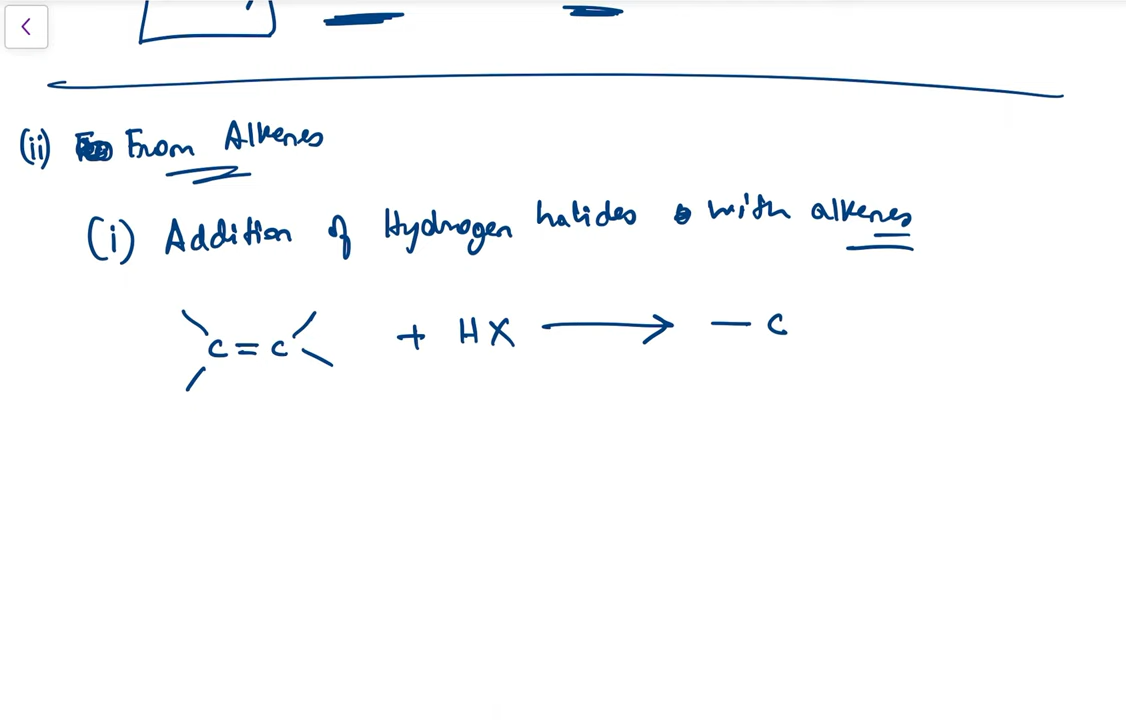 (ii) From Alkenes
(i) Addition of Hydrogen halides with alkenes
C = C + HX ⟶ — C